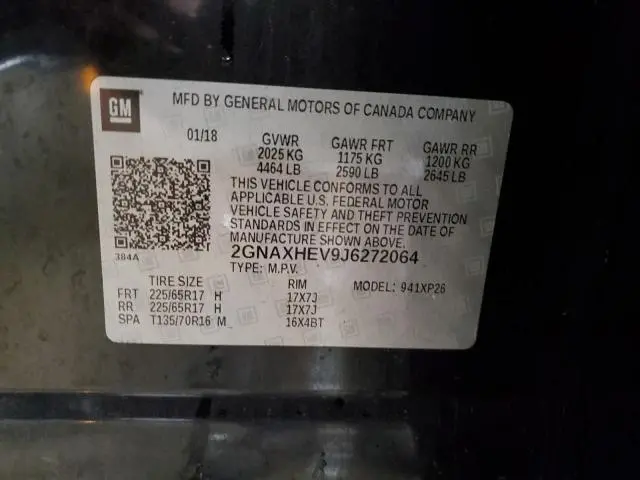 GM
MFD BY GENERAL MOTORS OF CANADA COMPANY
01/18 GVWR GAWR FRT GAWR RR
2025 KG 1175 KG 1200 KG
4464 LB 2590 LB 2645 LB
THIS VEHICLE CONFORMS TO ALL
APPLICABLE U.S. FEDERAL MOTOR
VEHICLE SAFETY AND THEFT PREVENTION
STANDARDS IN EFFECT ON THE DATE OF
MANUFACTURE SHOWN ABOVE.
384A 2GNAXHEV9J6272064
TYPE: M.P.V. MODEL: 941XP26
TIRE SIZE RIM
FRT 225/65R17 H 17X7J
RR 225/65R17 H 17X7J
SPA T135/70R16 M 16X4BT